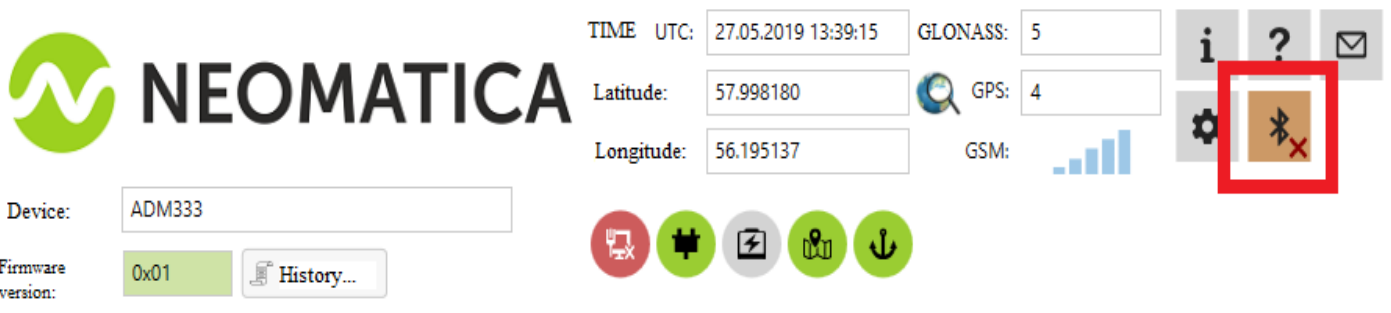 NEOMATICA
TIME UTC: 27.05.2019 13:39:15 GLONASS: 5
Latitude: 57.998180 GPS: 4
Longitude: 56.195137 GSM:
i ?
Device: ADM333
Firmware
version: 0x01 History...